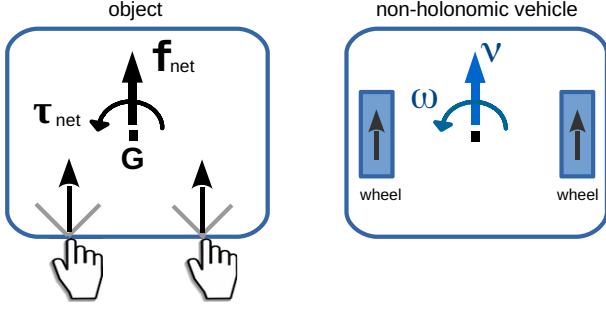 object
non-holonomic vehicle
f net
τ net
G
ν
ω
wheel
wheel